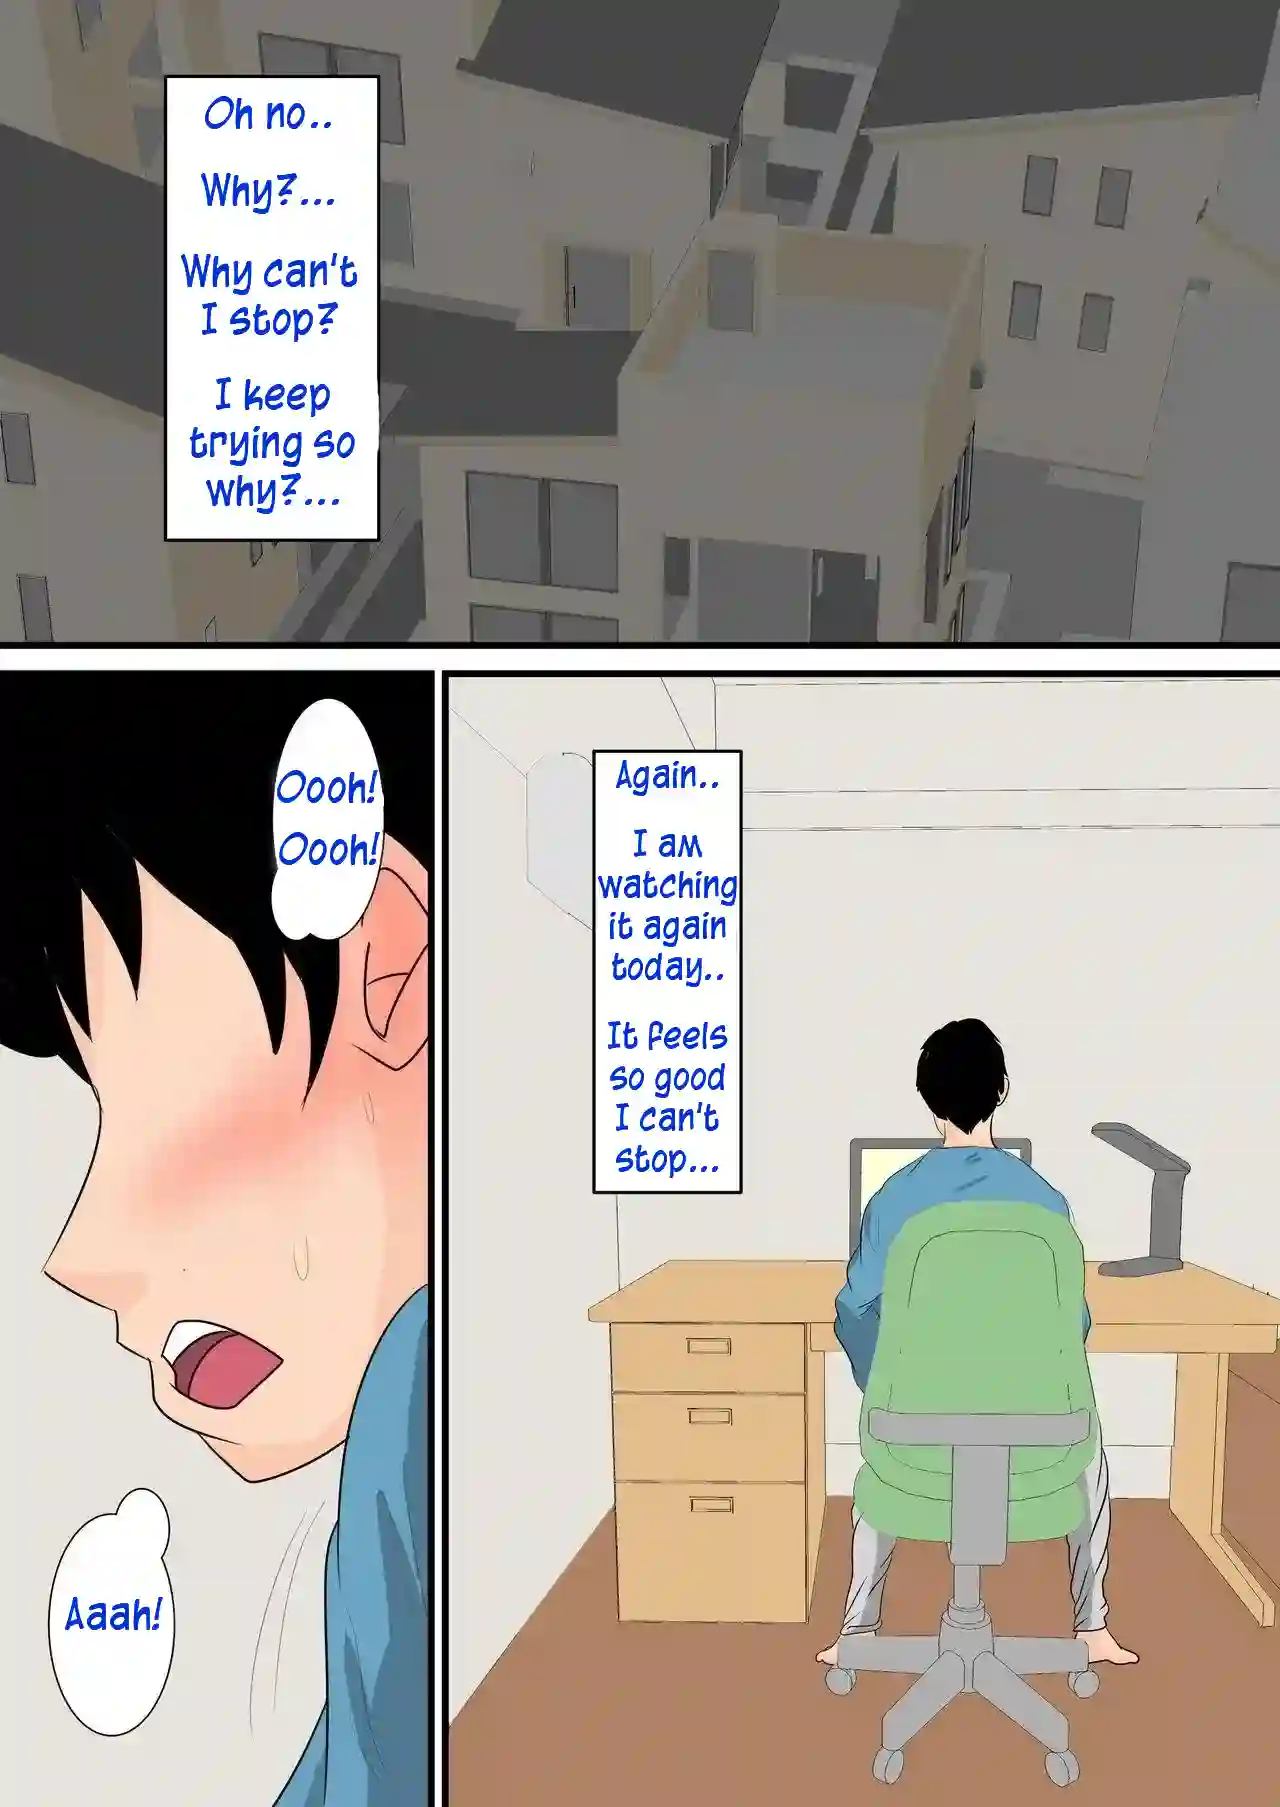 Oh no..
Why?...
Why can't
I stop?
I keep
trying so
why?...
Oooh!
Oooh!
Aaah!
Again..
I am
watching
it again
today..
It feels
so good
I can't
stop...